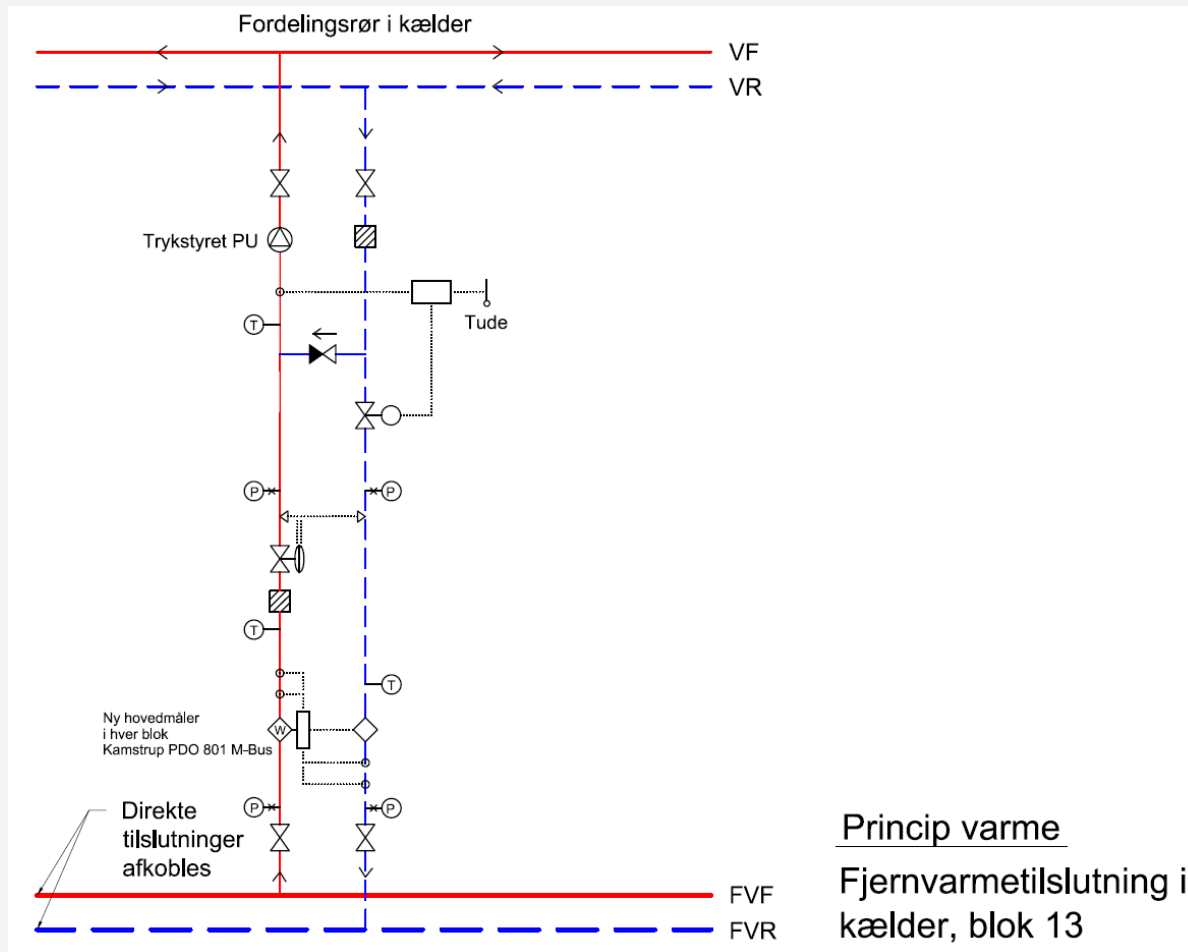 Fordelingsrør i kælder
VF
VR
Trykstyret PU
Tude
T
P
P
T
T
Ny hovedmåler
i hver blok
Kamstrup PDO 801 M-Bus
W
P
P
Direkte
tilslutninger
afkobles
FVF
FVR
Princip varme
Fjernvarmetilslutning i
kælder, blok 13